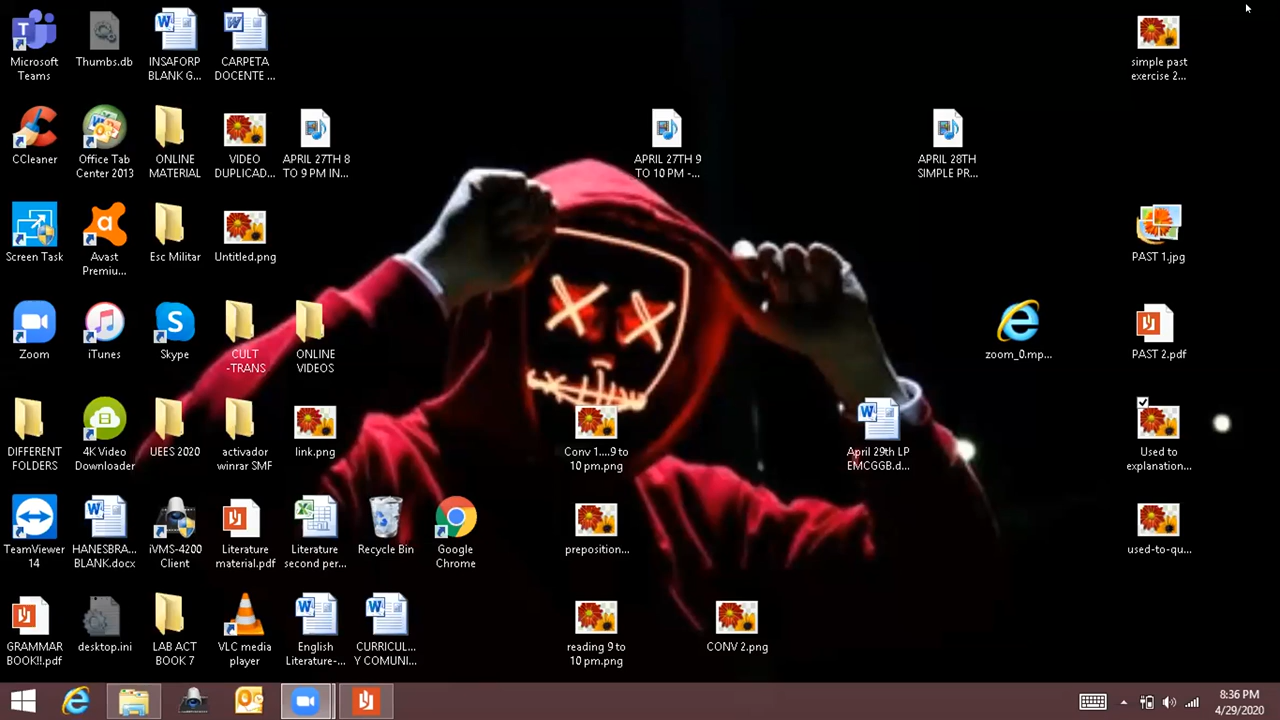 Microsoft
Teams
Thumbs.db
INSAFORP
BLANK G...
CARPETA
DOCENTE ...
simple past
exercise 2...
CCleaner
Office Tab
Center 2013
ONLINE
MATERIAL
VIDEO
DUPLICAD...
APRIL 27TH 8
TO 9 PM IN...
APRIL 27TH 9
TO 10 PM -...
APRIL 28TH
SIMPLE PR...
Screen Task
Avast
Premiu...
Esc Militar
Untitled.png
PAST 1.jpg
Zoom
iTunes
Skype
CULT
-TRANS
ONLINE
VIDEOS
zoom_0.mp...
PAST 2.pdf
DIFFERENT
FOLDERS
4K Video
Downloader
UEES 2020
activador
winrar SMF
link.png
Conv 1....9 to
10 pm.png
April 29th LP
EMCGGB.d...
Used to
explanation...
TeamViewer
14
HANESBRA...
BLANK.docx
iVMS-4200
Client
Literature
material.pdf
Literature
second per...
Recycle Bin
Google
Chrome
preposition...
used-to-qu...
GRAMMAR
BOOK!!.pdf
desktop.ini
LAB ACT
BOOK 7
VLC media
player
English
Literature-...
CURRICUL...
Y COMUNI...
reading 9 to
10 pm.png
CONV 2.png
8:36 PM
4/29/2020